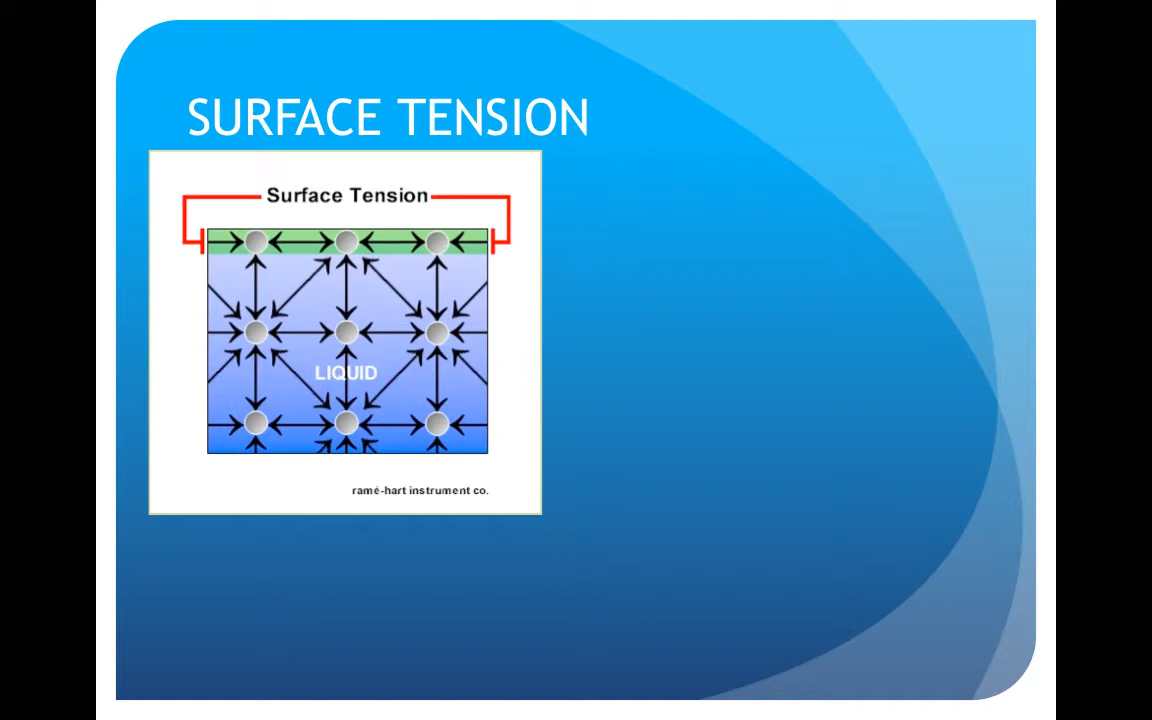 SURFACE TENSION
Surface Tension
LIQUID
ramé-hart instrument co.